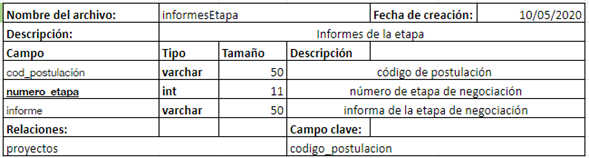 Nombre del archivo: informesEtapa Fecha de creación: 10/05/2020
Descripción: Informes de la etapa
Campo Tipo Tamaño Descripción
cod_postulación varchar 50 código de postulación
numero_etapa int 11 número de etapa de negociación
informe varchar 50 informa de la etapa de negociación
Relaciones: Campo clave:
proyectos codigo_postulacion